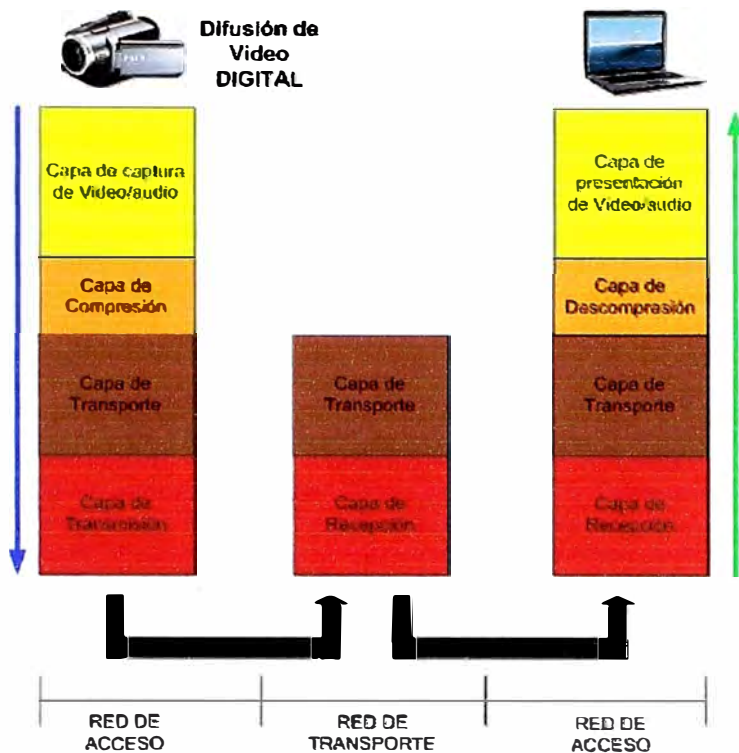 Difusión de
Video
DIGITAL
Capa de captura
de Video/audio
Capa de
Compresión
Capa de
Transporte
Capa de
Transmisión
Capa de
Transporte
Capa de
Recepción
Capa de
presentación
de Video/audio
Capa de
Descompresión
Capa de
Transporte
Capa de
Recepción
RED DE
ACCESO
RED DE
TRANSPORTE
RED DE
ACCESO